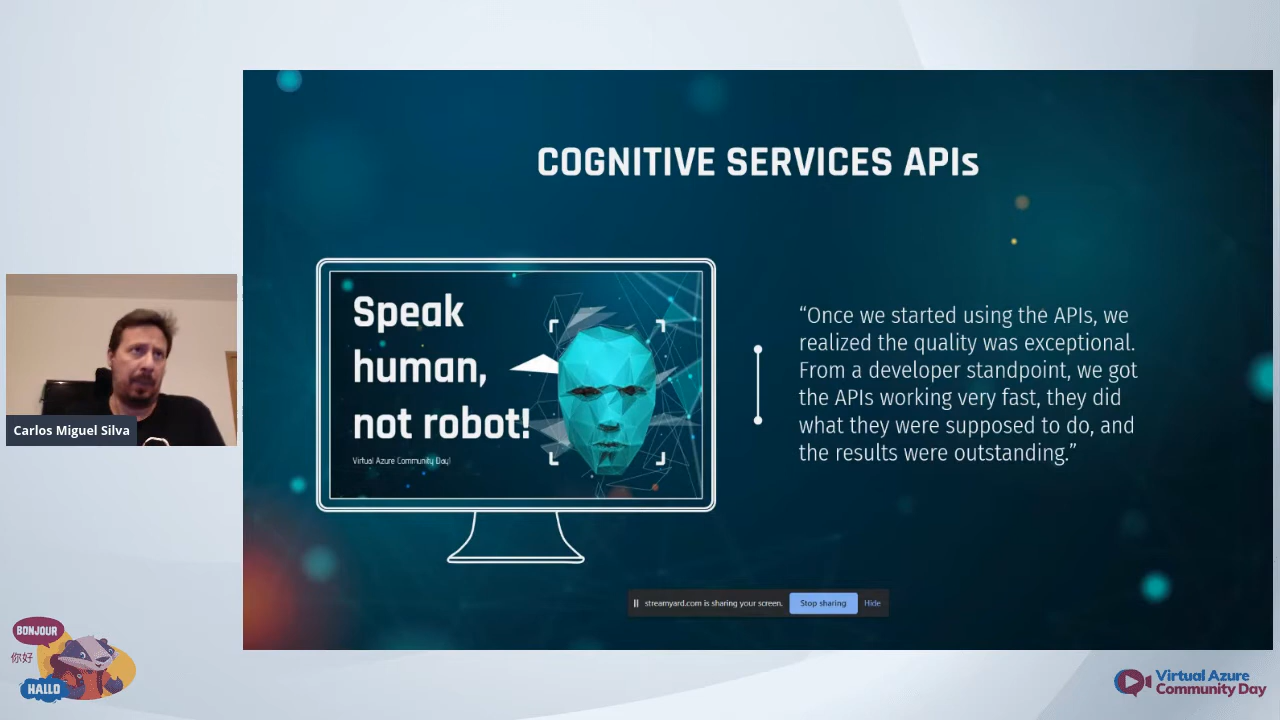 COGNITIVE SERVICES APIs
Speak
human,
not robot!
Virtual Azure Community Day!
“Once we started using the APIs, we
realized the quality was exceptional.
From a developer standpoint, we got
the APIs working very fast, they did
what they were supposed to do, and
the results were outstanding.”
Carlos Miguel Silva
streamyard.com is sharing your screen.
Stop sharing
Hide
BONJOUR
你好
HALLO
Virtual Azure
Community Day